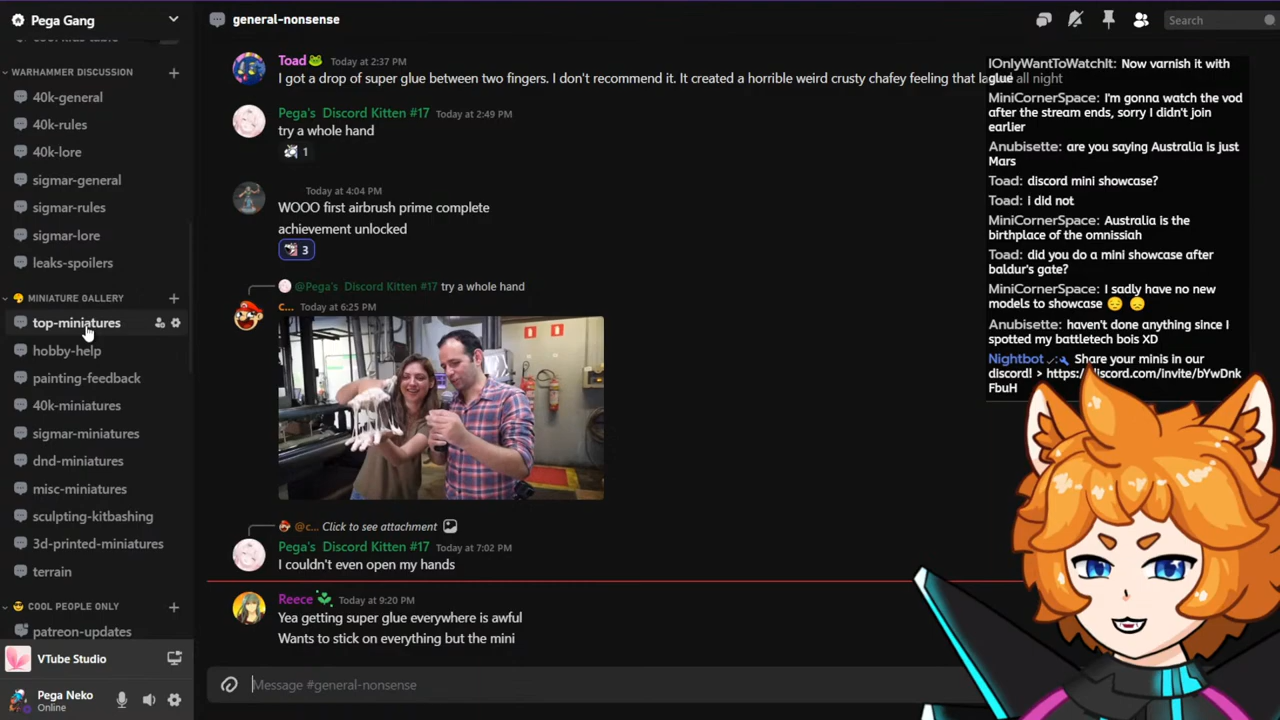 Pega Gang
WARHAMMER DISCUSSION
40k-general
40k-rules
40k-lore
sigmar-general
sigmar-rules
sigmar-lore
leaks-spoilers
MINIATURE GALLERY
top-miniatures
hobby-help
painting-feedback
40k-miniatures
sigmar-miniatures
dnd-miniatures
misc-miniatures
sculpting-kitbashing
3d-printed-miniatures
terrain
COOL PEOPLE ONLY
patreon-updates
VTube Studio
Pega Neko
Online
general-nonsense
Search
Toad Today at 2:37 PM
I got a drop of super glue between two fingers. I don't recommend it. It created a horrible weird crusty chafey feeling that
all night
Pega's Discord Kitten #17 Today at 2:49 PM
try a whole hand
1
Today at 4:04 PM
WOOO first airbrush prime complete
achievement unlocked
3
@Pega's Discord Kitten #17 try a whole hand
c... Today at 6:25 PM
@c... Click to see attachment
Pega's Discord Kitten #17 Today at 7:02 PM
I couldn't even open my hands
Reece Today at 9:20 PM
Yea getting super glue everywhere is awful
Wants to stick on everything but the mini
Message #general-nonsense
IOnlyWantToWatchIt: Now varnish it with
glue
MiniCornerSpace: I'm gonna watch the vod
after the stream ends, sorry I didn't join
earlier
Anubisette: are you saying Australia is just
Mars
Toad: discord mini showcase?
Toad: i did not
MiniCornerSpace: Australia is the
birthplace of the omnissiah
Toad: did you do a mini showcase after
baldur's gate?
MiniCornerSpace: I sadly have no new
models to showcase 😔 😞
Anubisette: haven't done anything since I
spotted my battletech bois XD
Nightbot: Share your minis in our
discord! > https://discord.com/invite/bYwDnk
FbuH